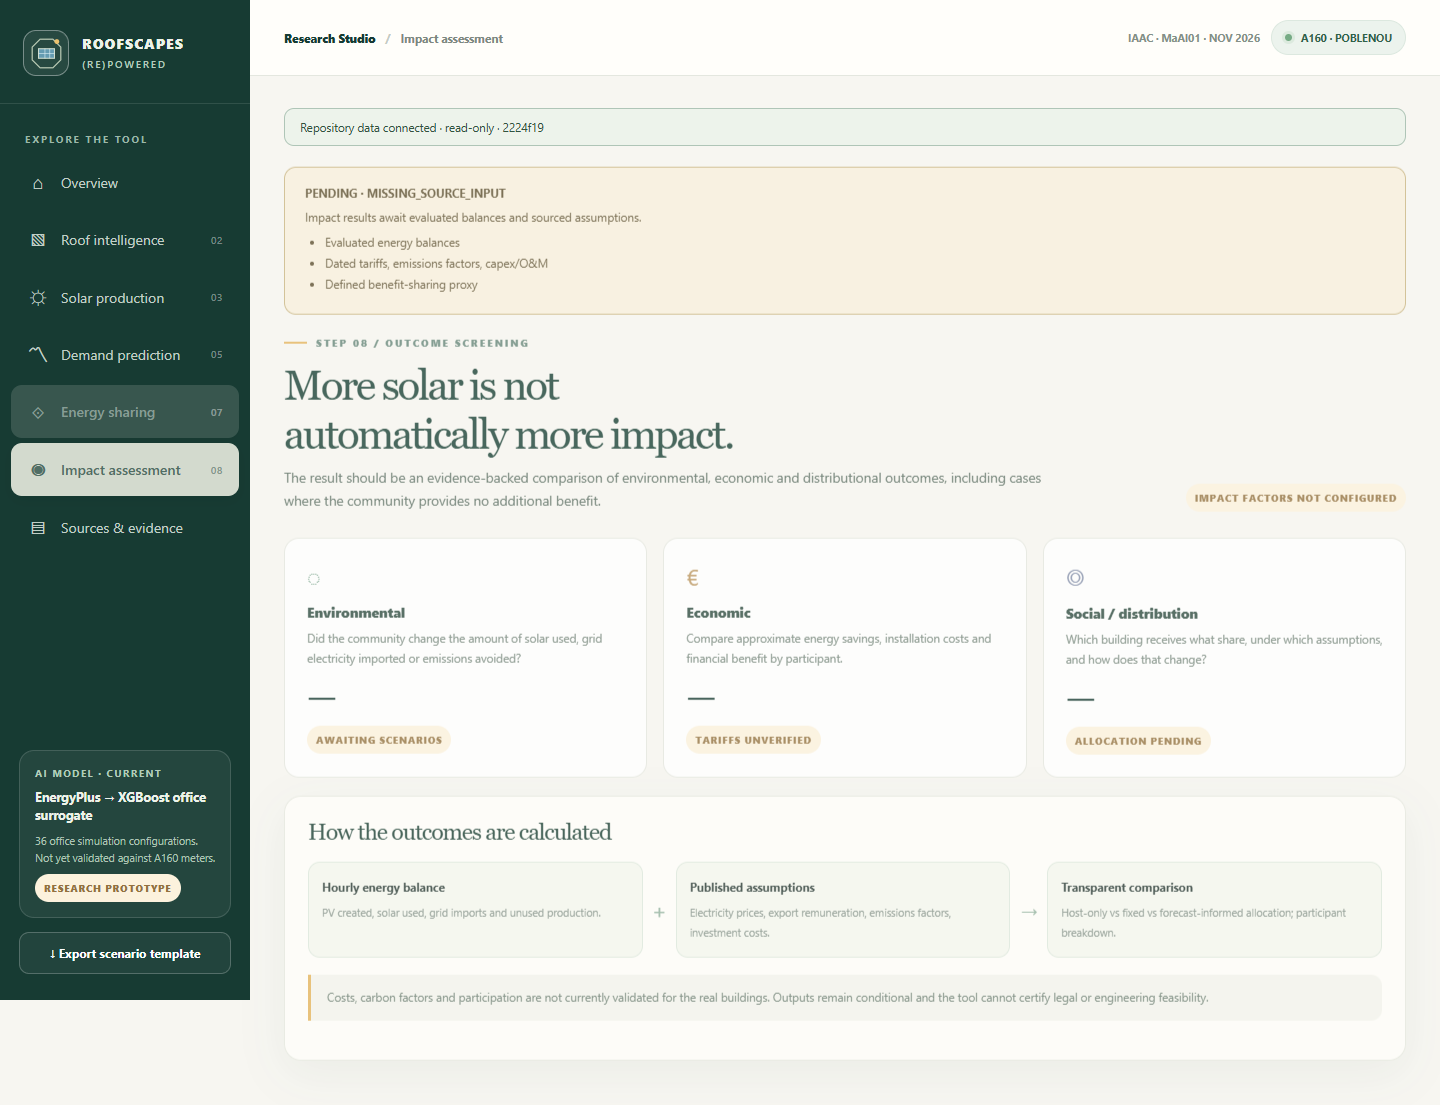 ROOFSCAPES
(RE)POWERED
EXPLORE THE TOOL
Overview
Roof intelligence 02
Solar production 03
Demand prediction 05
Energy sharing 07
Impact assessment 08
Sources & evidence
AI MODEL · CURRENT
EnergyPlus → XGBoost office
surrogate
36 office simulation configurations.
Not yet validated against A160 meters.
RESEARCH PROTOTYPE
↓ Export scenario template
Research Studio / Impact assessment
IAAC · MaAI01 · NOV 2026
A160 · POBLENOU
Repository data connected · read-only · 2224f19
PENDING · MISSING_SOURCE_INPUT
Impact results await evaluated balances and sourced assumptions.
• Evaluated energy balances
• Dated tariffs, emissions factors, capex/O&M
• Defined benefit-sharing proxy
STEP 08 / OUTCOME SCREENING
More solar is not
automatically more impact.
The result should be an evidence-backed comparison of environmental, economic and distributional outcomes, including cases
where the community provides no additional benefit.
IMPACT FACTORS NOT CONFIGURED
Environmental
Did the community change the amount of solar used, grid
electricity imported or emissions avoided?
—
AWAITING SCENARIOS
€
Economic
Compare approximate energy savings, installation costs and
financial benefit by participant.
—
TARIFFS UNVERIFIED
Social / distribution
Which building receives what share, under which assumptions,
and how does that change?
—
ALLOCATION PENDING
How the outcomes are calculated
Hourly energy balance
PV created, solar used, grid imports and unused production.
+
Published assumptions
Electricity prices, export remuneration, emissions factors,
investment costs.
→
Transparent comparison
Host-only vs fixed vs forecast-informed allocation; participant
breakdown.
Costs, carbon factors and participation are not currently validated for the real buildings. Outputs remain conditional and the tool cannot certify legal or engineering feasibility.